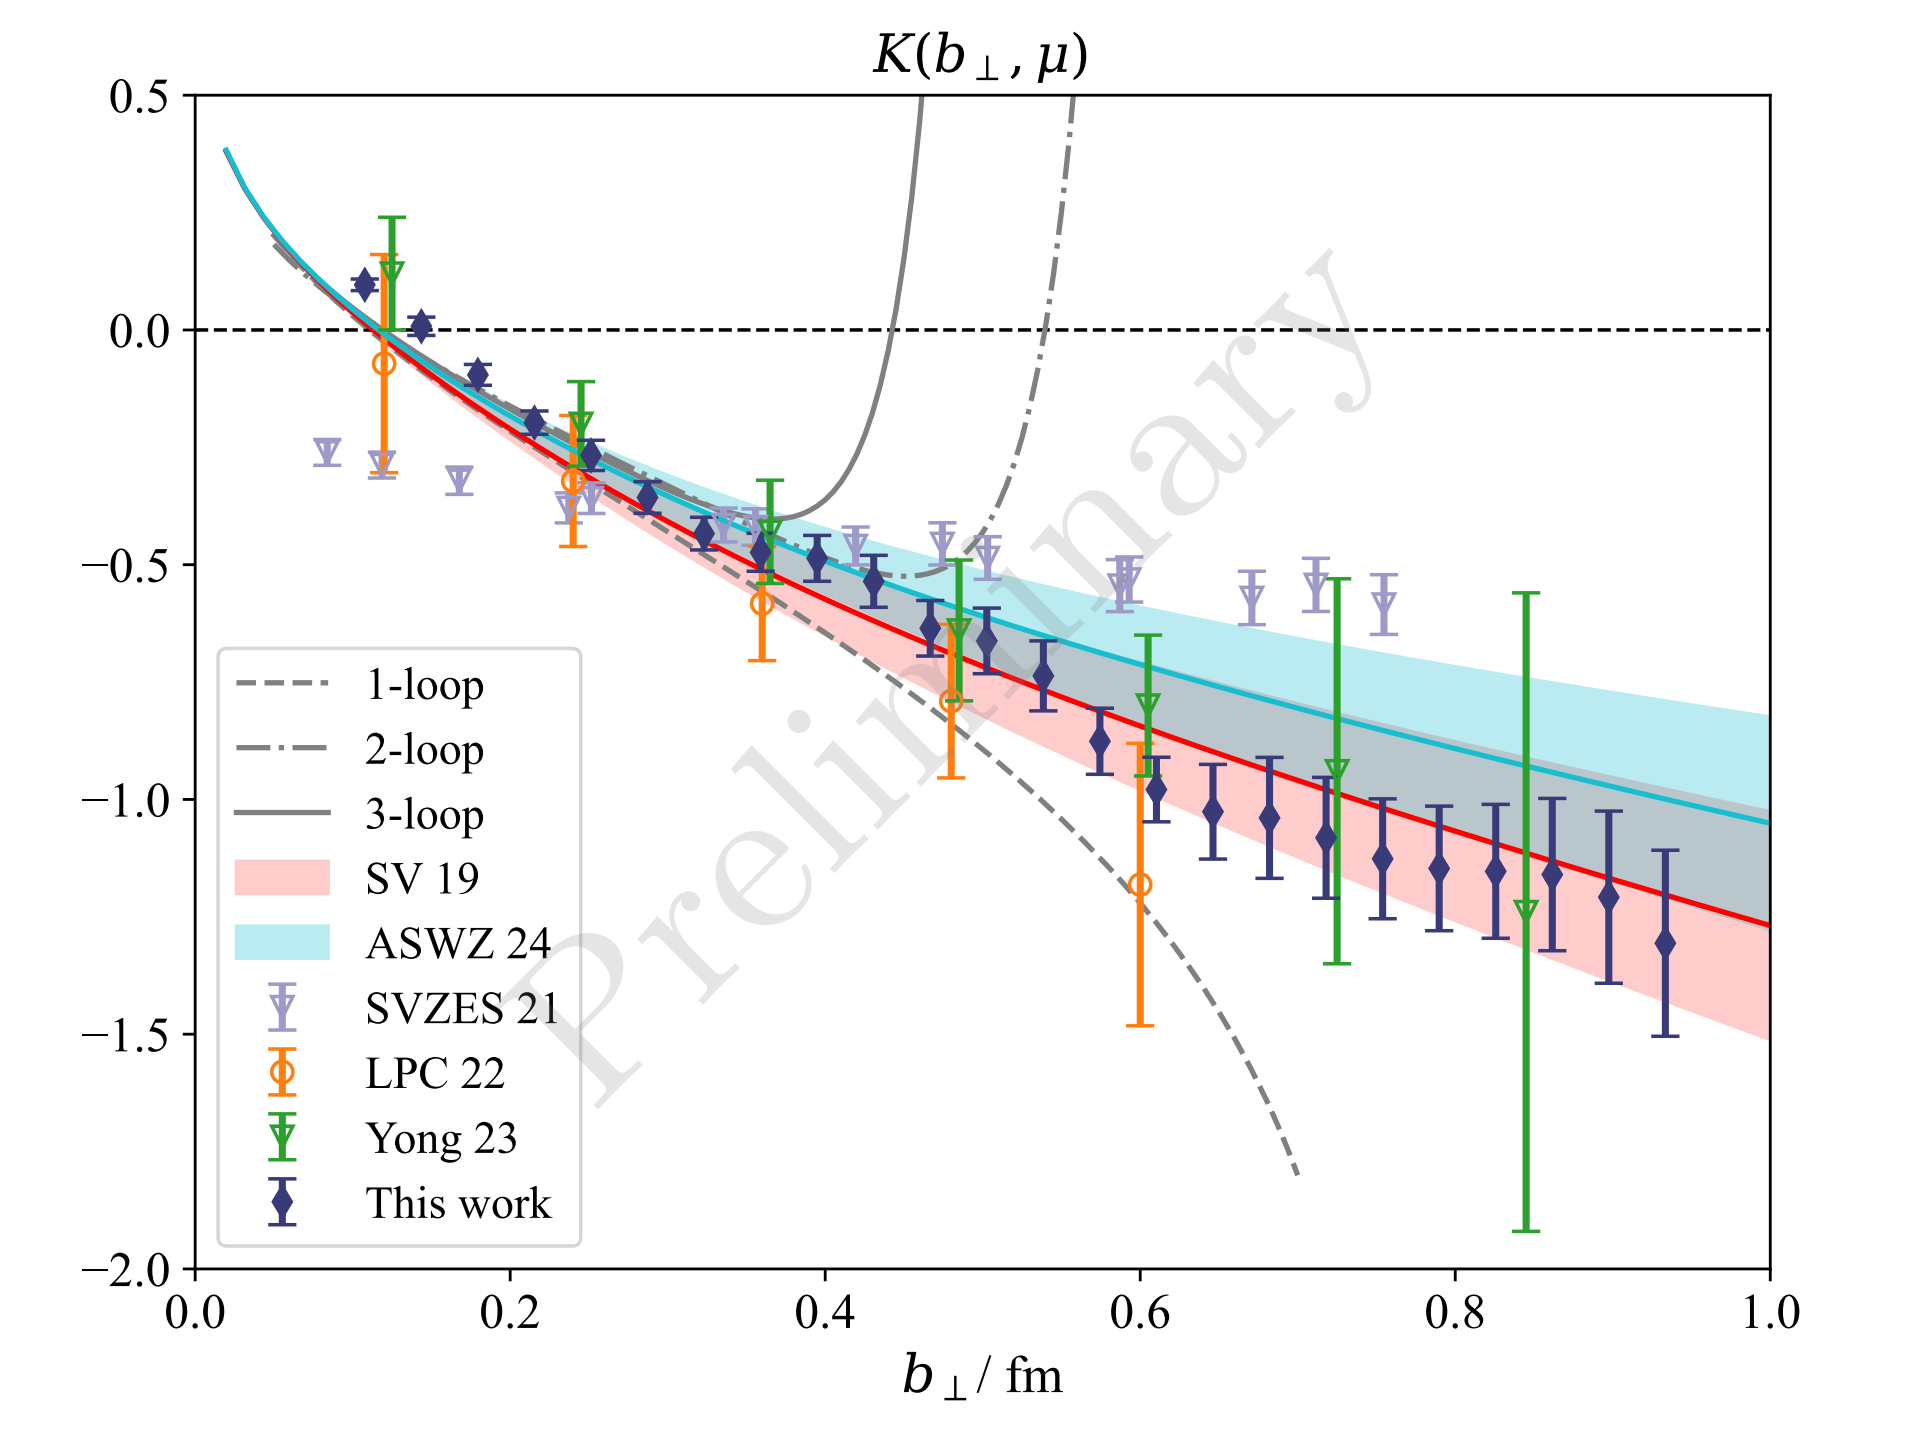 K(b⊥, μ)
0.5
0.0
−0.5
−1.0
−1.5
−2.0
1-loop
2-loop
3-loop
SV 19
ASWZ 24
SVZES 21
LPC 22
Yong 23
This work
Preliminary
0.0 0.2 0.4 0.6 0.8 1.0
b⊥/ fm